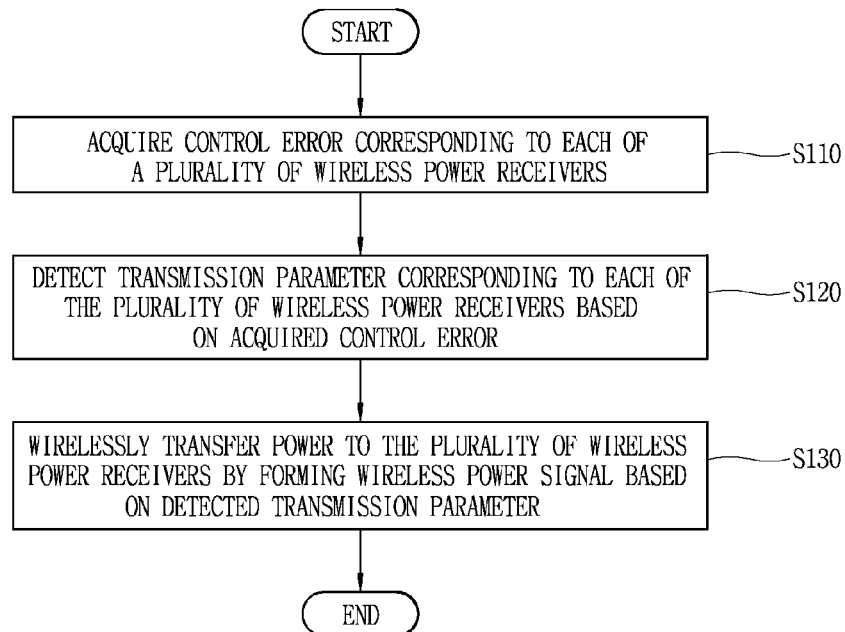 START
ACQUIRE CONTROL ERROR CORRESPONDING TO EACH OF
A PLURALITY OF WIRELESS POWER RECEIVERS
S110
DETECT TRANSMISSION PARAMETER CORRESPONDING TO EACH OF
THE PLURALITY OF WIRELESS POWER RECEIVERS BASED
ON ACQUIRED CONTROL ERROR
S120
WIRELESSLY TRANSFER POWER TO THE PLURALITY OF WIRELESS
POWER RECEIVERS BY FORMING WIRELESS POWER SIGNAL BASED
ON DETECTED TRANSMISSION PARAMETER
S130
END